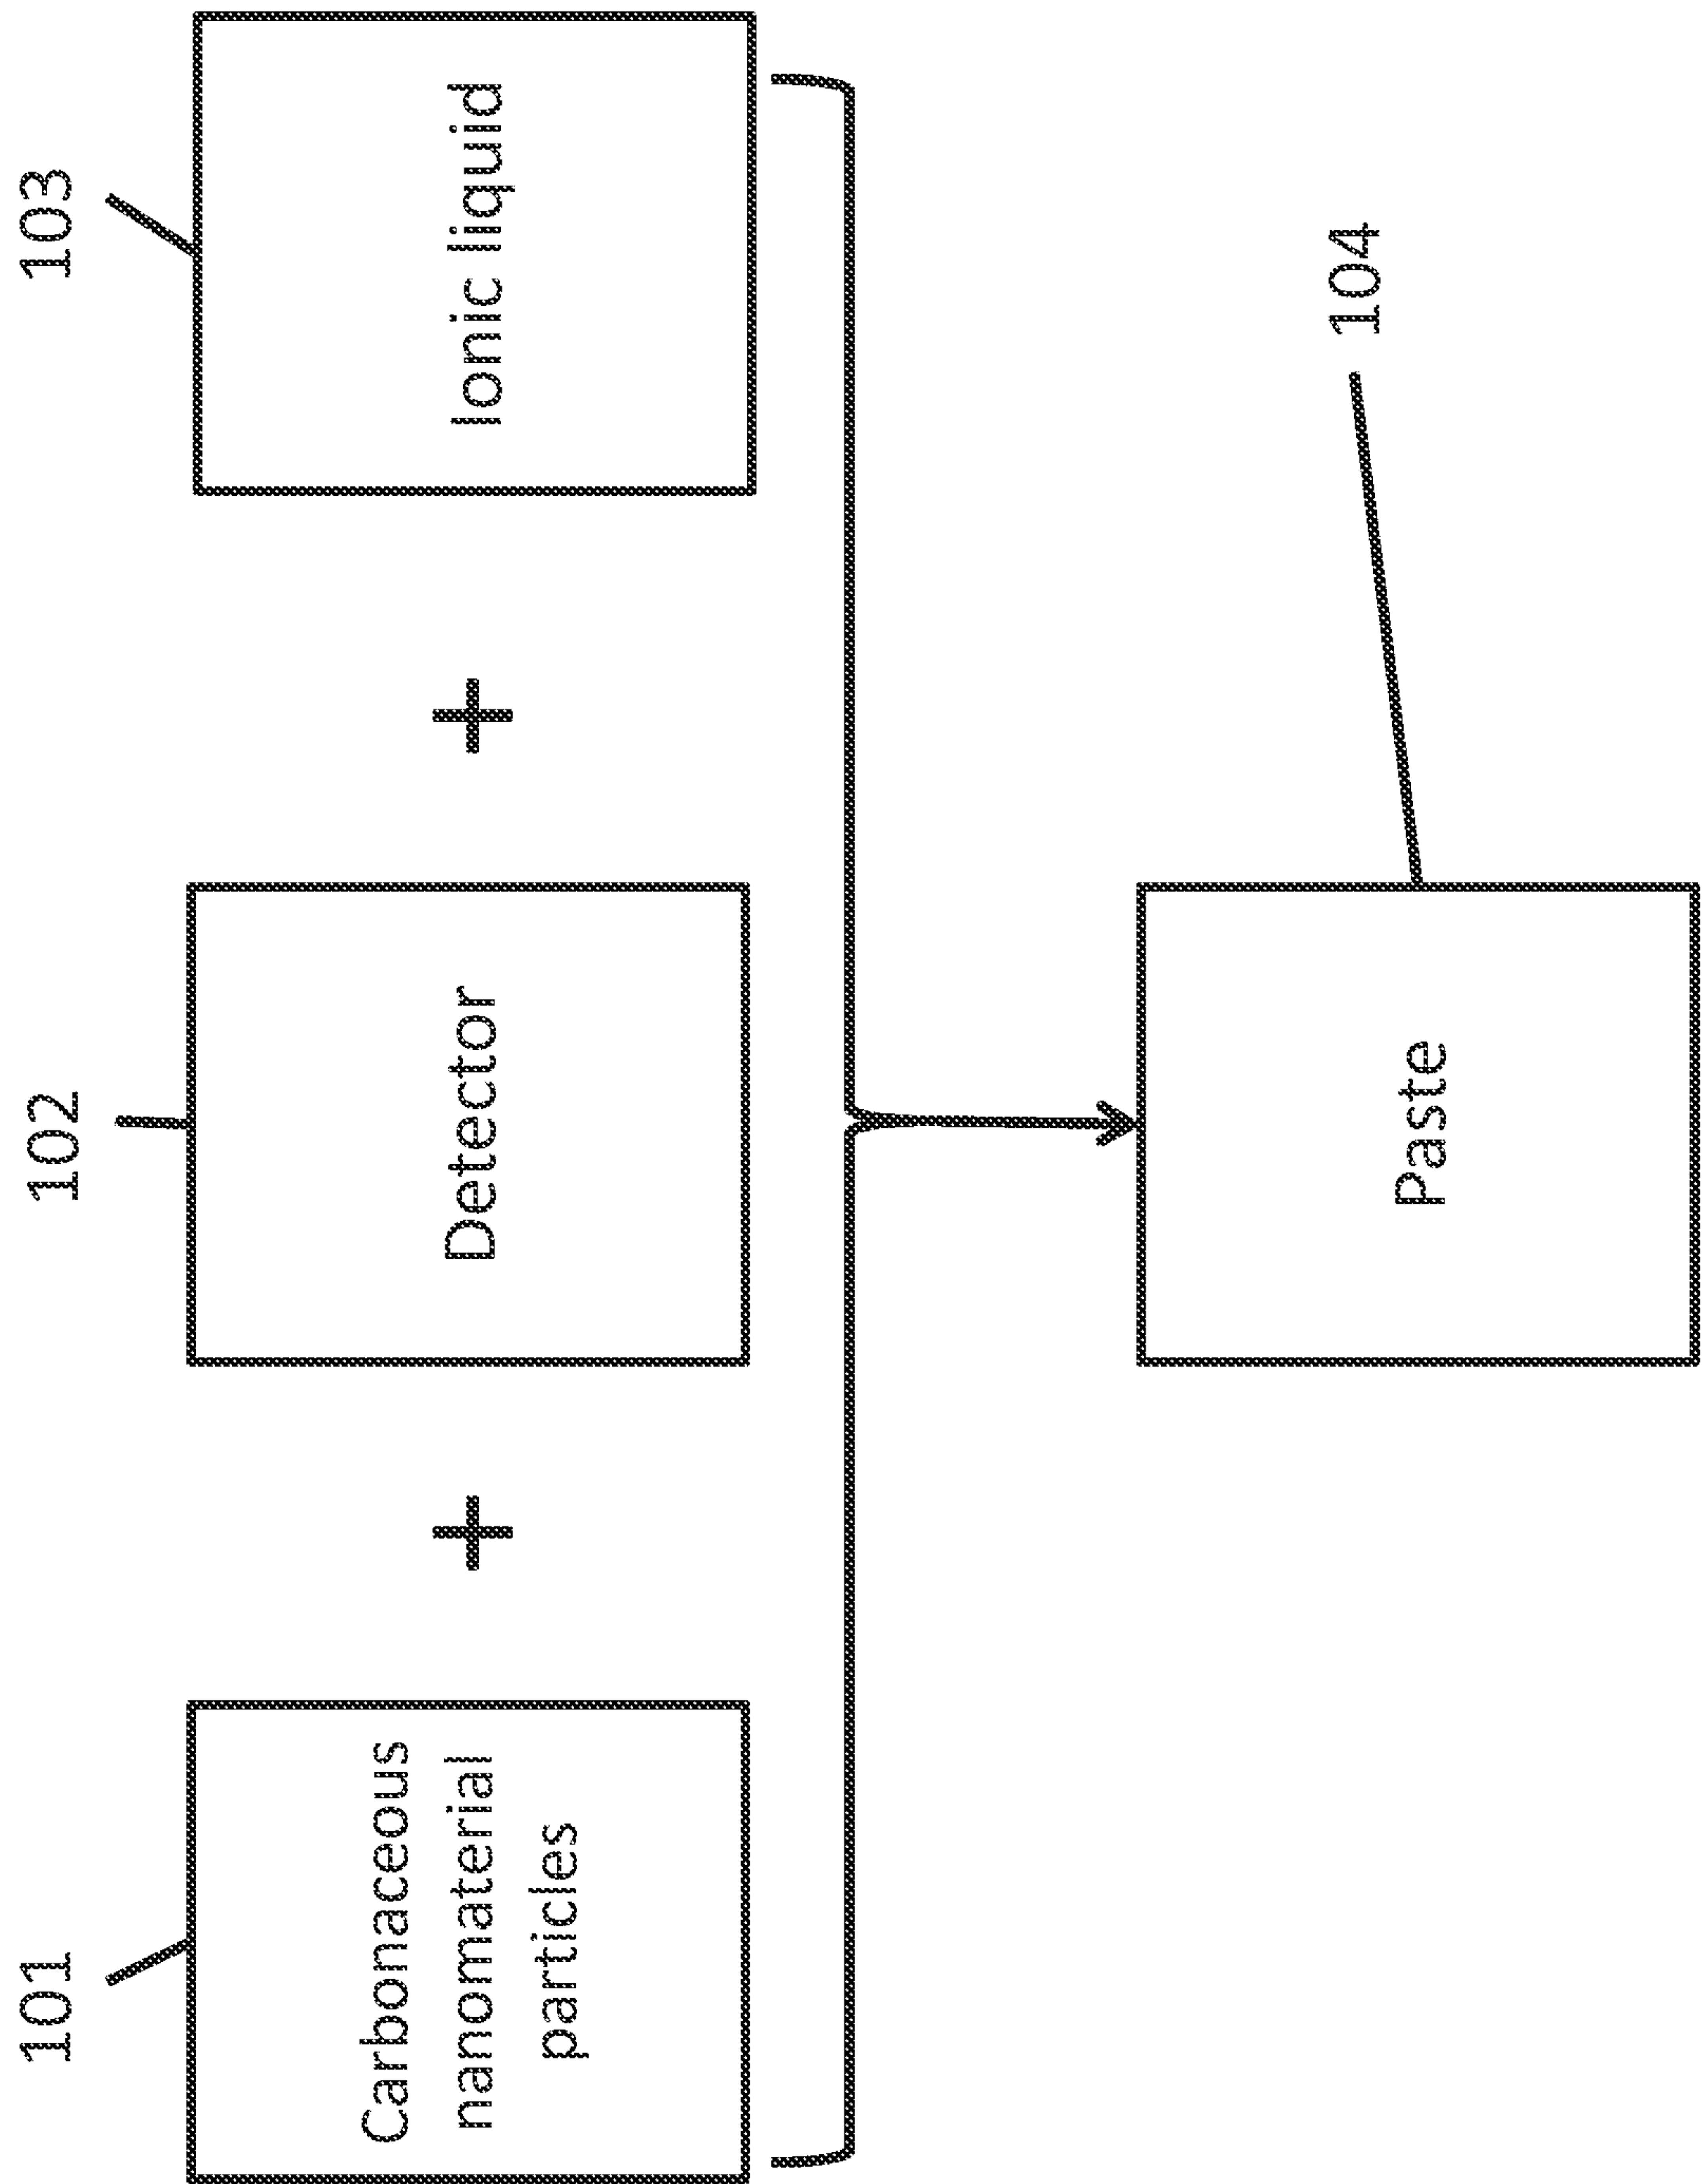 101
102
103
Carbonaceous
nanomaterial
particles
+
Detector
+
Ionic liquid
Paste
104